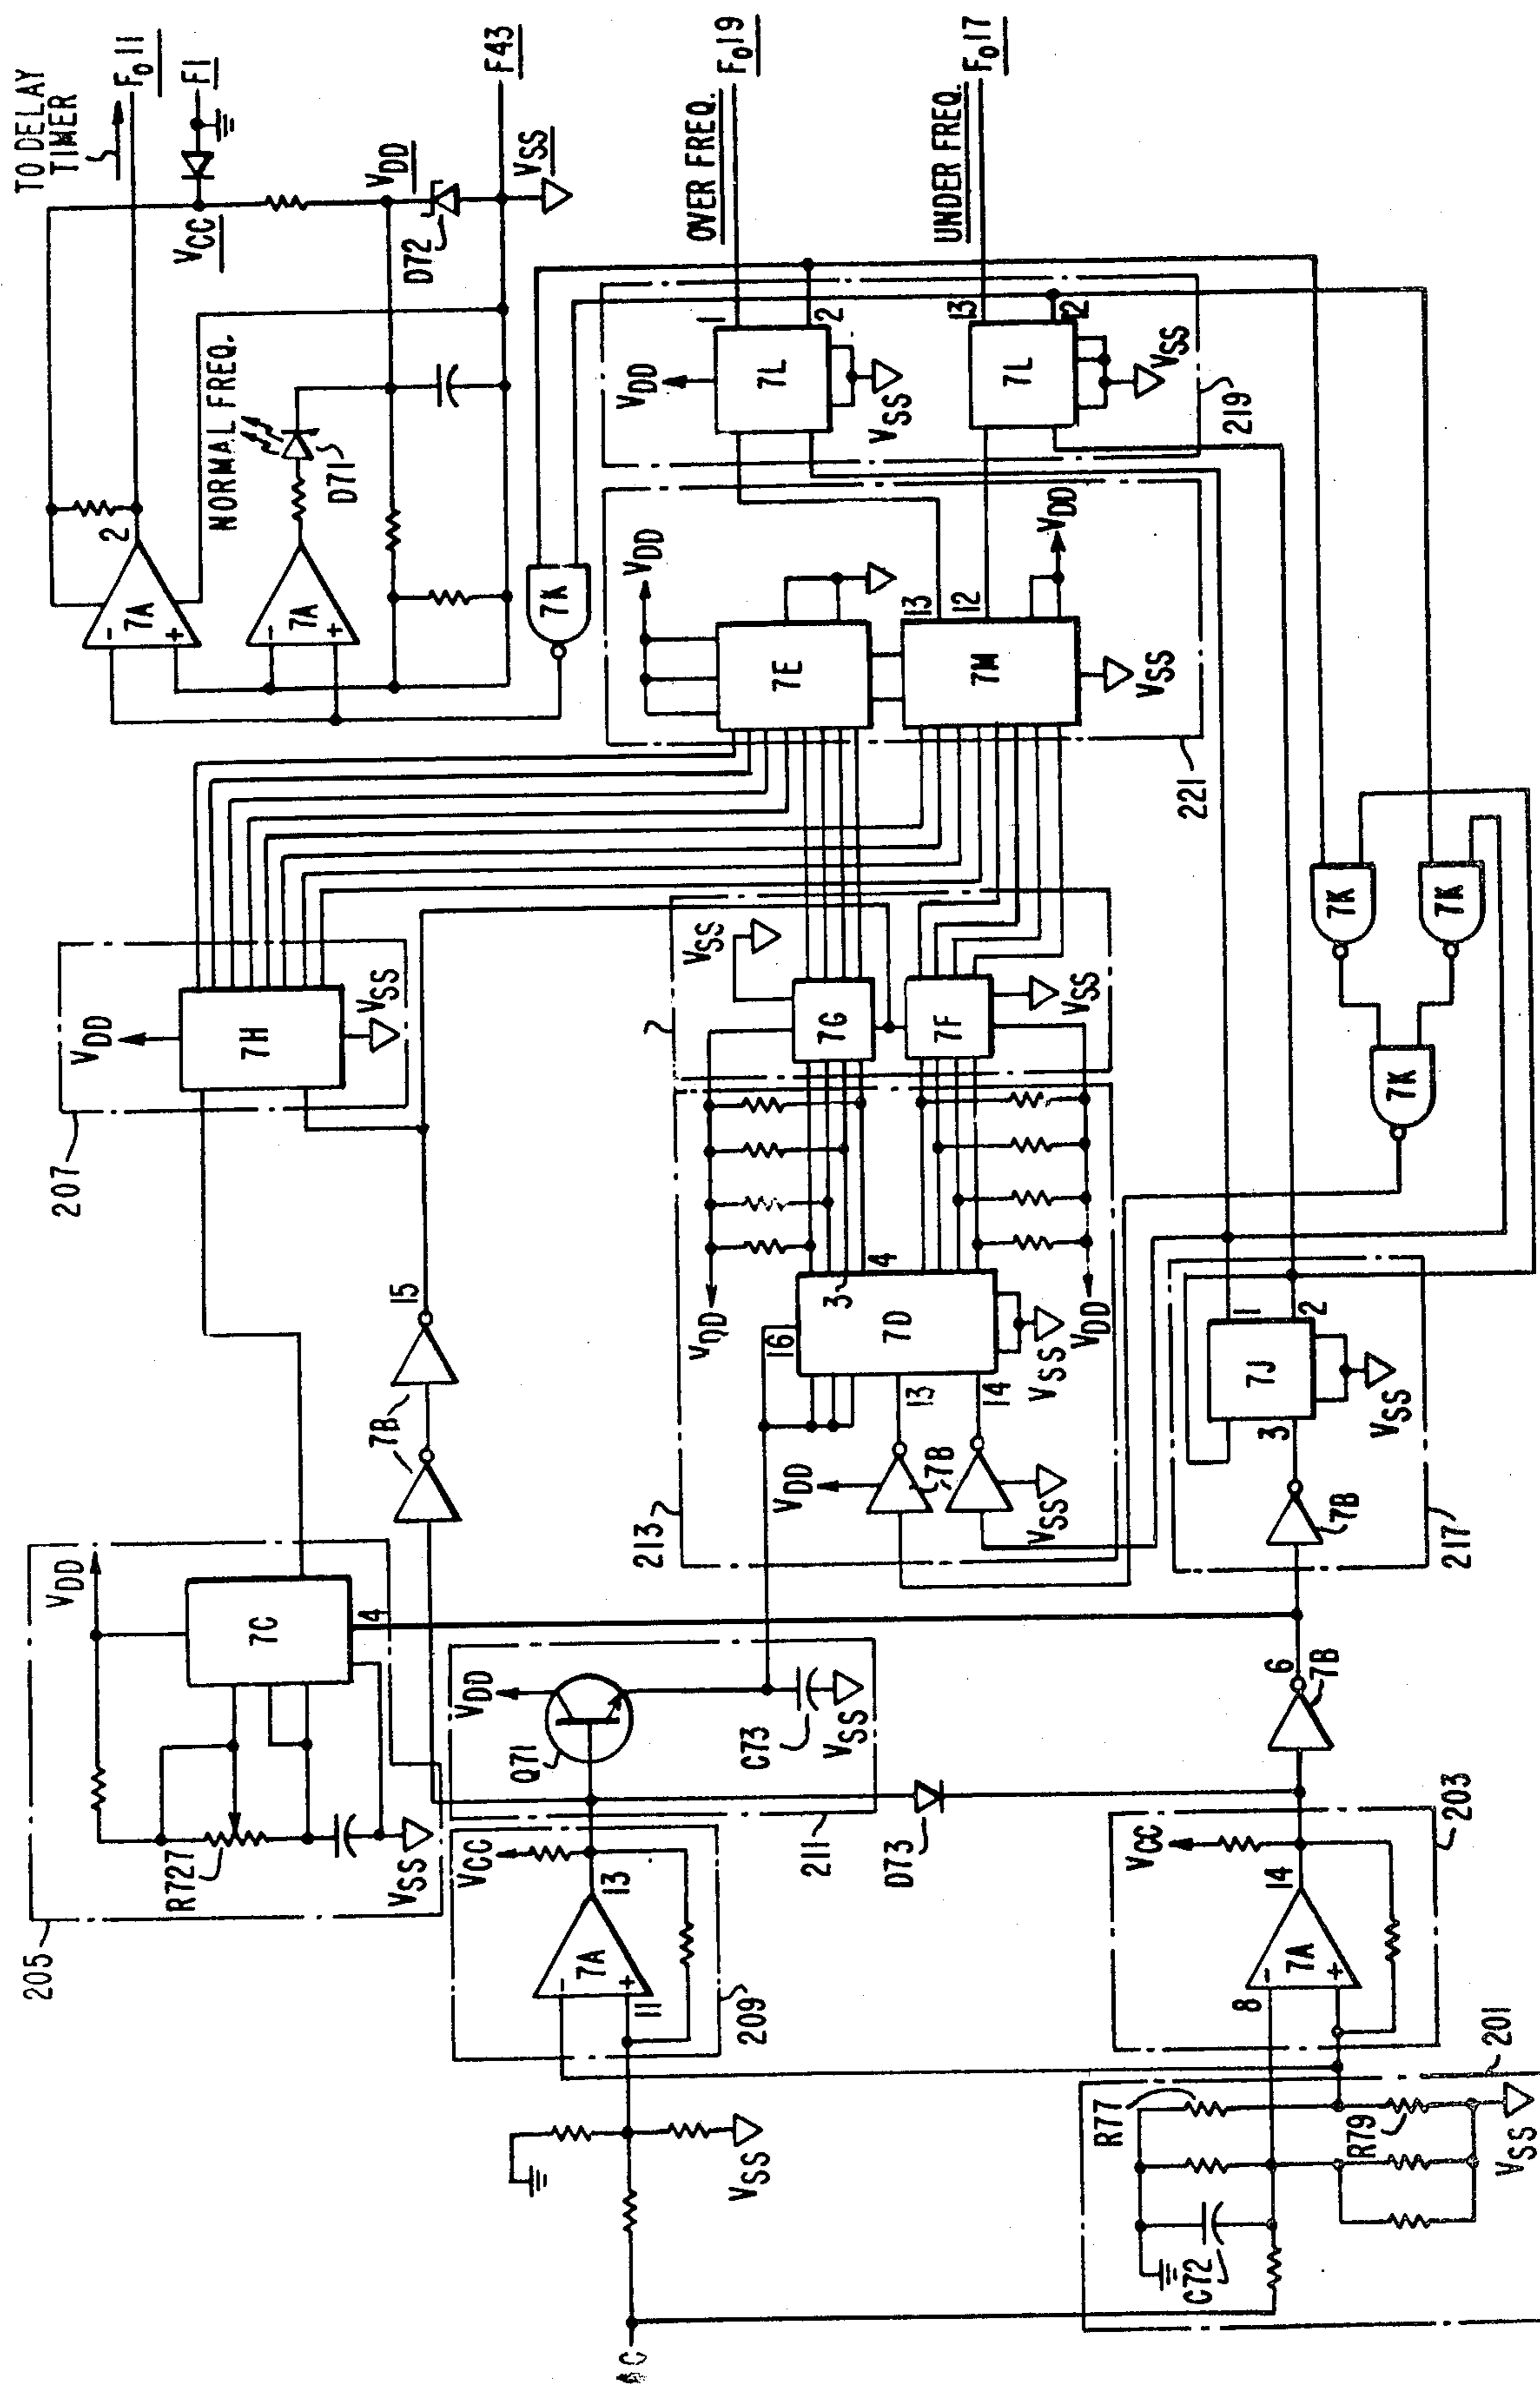 TO DELAY
TIMER
Fo11
F1
VCC
VDD
D72
F43
VSS
2
7A
- +
NORMAL FREQ.
7A
- +
D71
7K
OVER FREQ.
Fo19
UNDER FREQ.
Fo17
VDD
1
7L
2
VSS
13
7L
12
VSS
219
VDD
7E
13
7M
12
VDD
VSS
221
207
VDD
7H
VSS
VSS
7G
7F
VSS
7K
7K
7K
15
7B
213
VDD
16
3
4
7D
13
14
VSS
VDD
VDD
7B
VSS
1
7J
2
3
VSS
7B
217
205
VDD
7C
4
R727
VSS
VDD
Q71
C73
VSS
211
D73
6
7B
VCC
13
7A
- +
11
209
VCC
14
7A
- +
8
203
VSS
R77
R79
C72
VSS
201